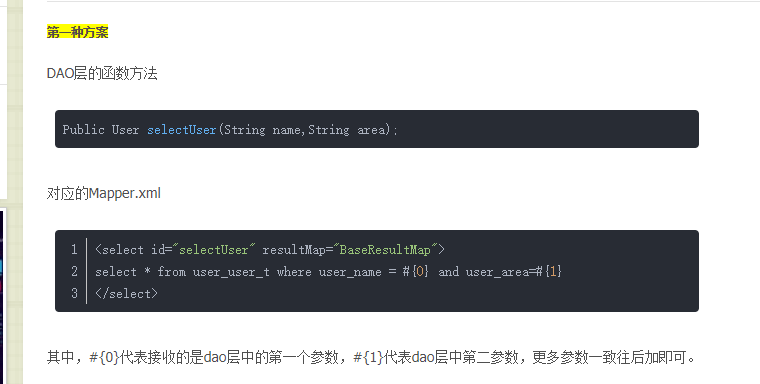 第一种方案
DAO层的函数方法
Public User selectUser(String name,String area);
对应的Mapper.xml
1 <select id="selectUser" resultMap="BaseResultMap">
2 select * from user_user_t where user_name = #{0} and user_area=#{1}
3 </select>
其中，#{0}代表接收的是dao层中的第一个参数，#{1}代表dao层中第二参数，更多参数一致往后加即可。